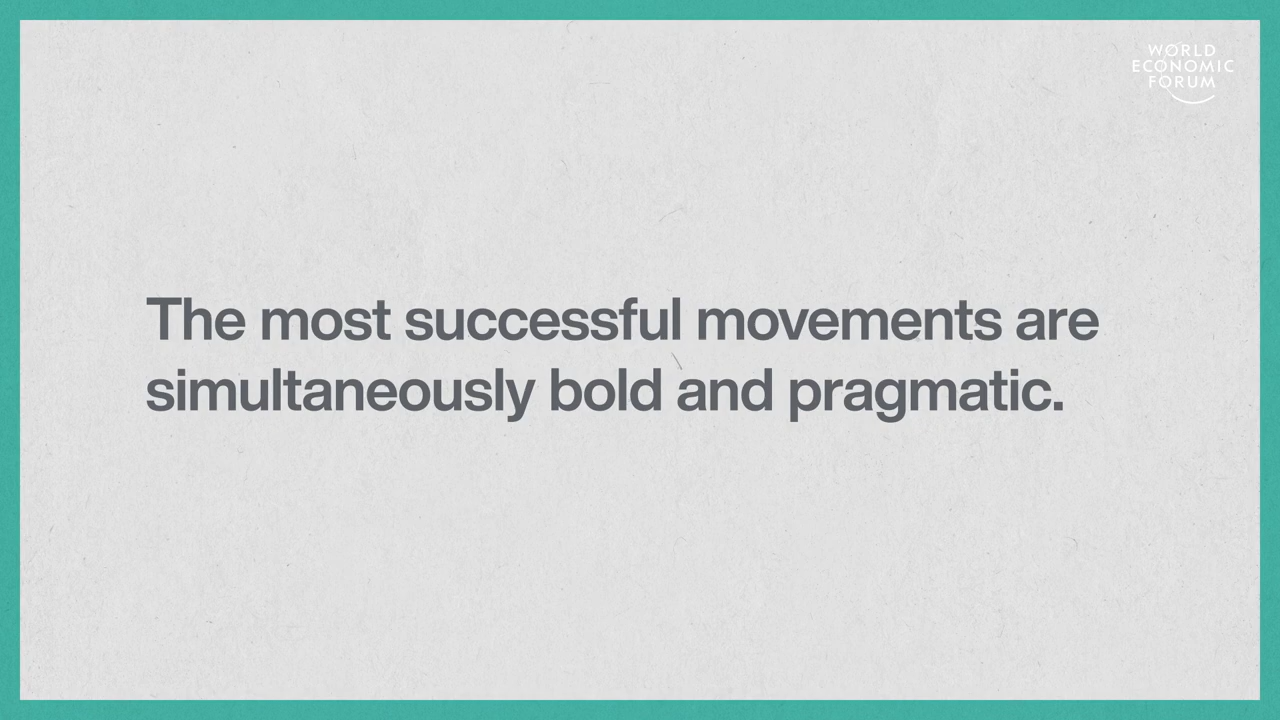 WORLD
ECONOMIC
FORUM
The most successful movements are
simultaneously bold and pragmatic.